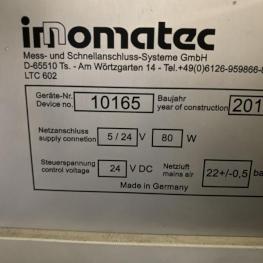 innomatec
Mess- und Schnellanschluss-Systeme GmbH
D-65510 Ts. - Am Wörtzgarten 14 - Tel.+49(0)6126-959866-
LTC 602
Geräte-Nr. Device no. 10165 Baujahr year of construction 201
Netzanschluss supply connetion 5/24 V 80 W
Steuerspannung control voltage 24 V DC Netzluft mains air 22+/-0,5 ba
Made in Germany